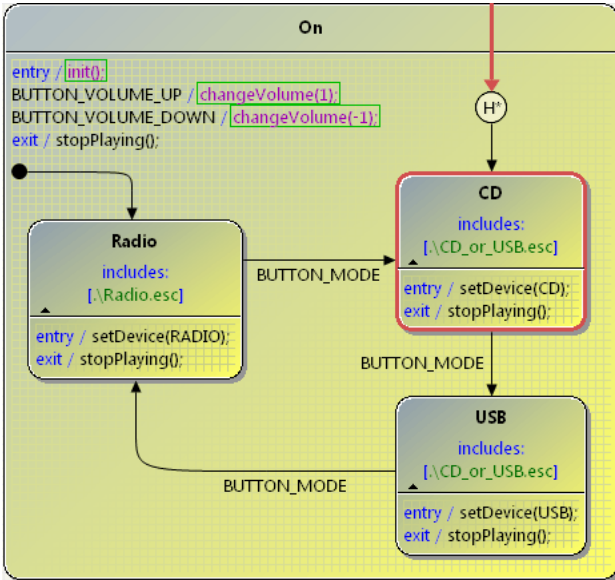 On
entry / init();
BUTTON_VOLUME_UP / changeVolume(1);
BUTTON_VOLUME_DOWN / changeVolume(-1);
exit / stopPlaying();
H*
CD
includes:
[.\CD_or_USB.esc]
entry / setDevice(CD);
exit / stopPlaying();
Radio
includes:
[.\Radio.esc]
entry / setDevice(RADIO);
exit / stopPlaying();
BUTTON_MODE
BUTTON_MODE
USB
includes:
[.\CD_or_USB.esc]
entry / setDevice(USB);
exit / stopPlaying();
BUTTON_MODE